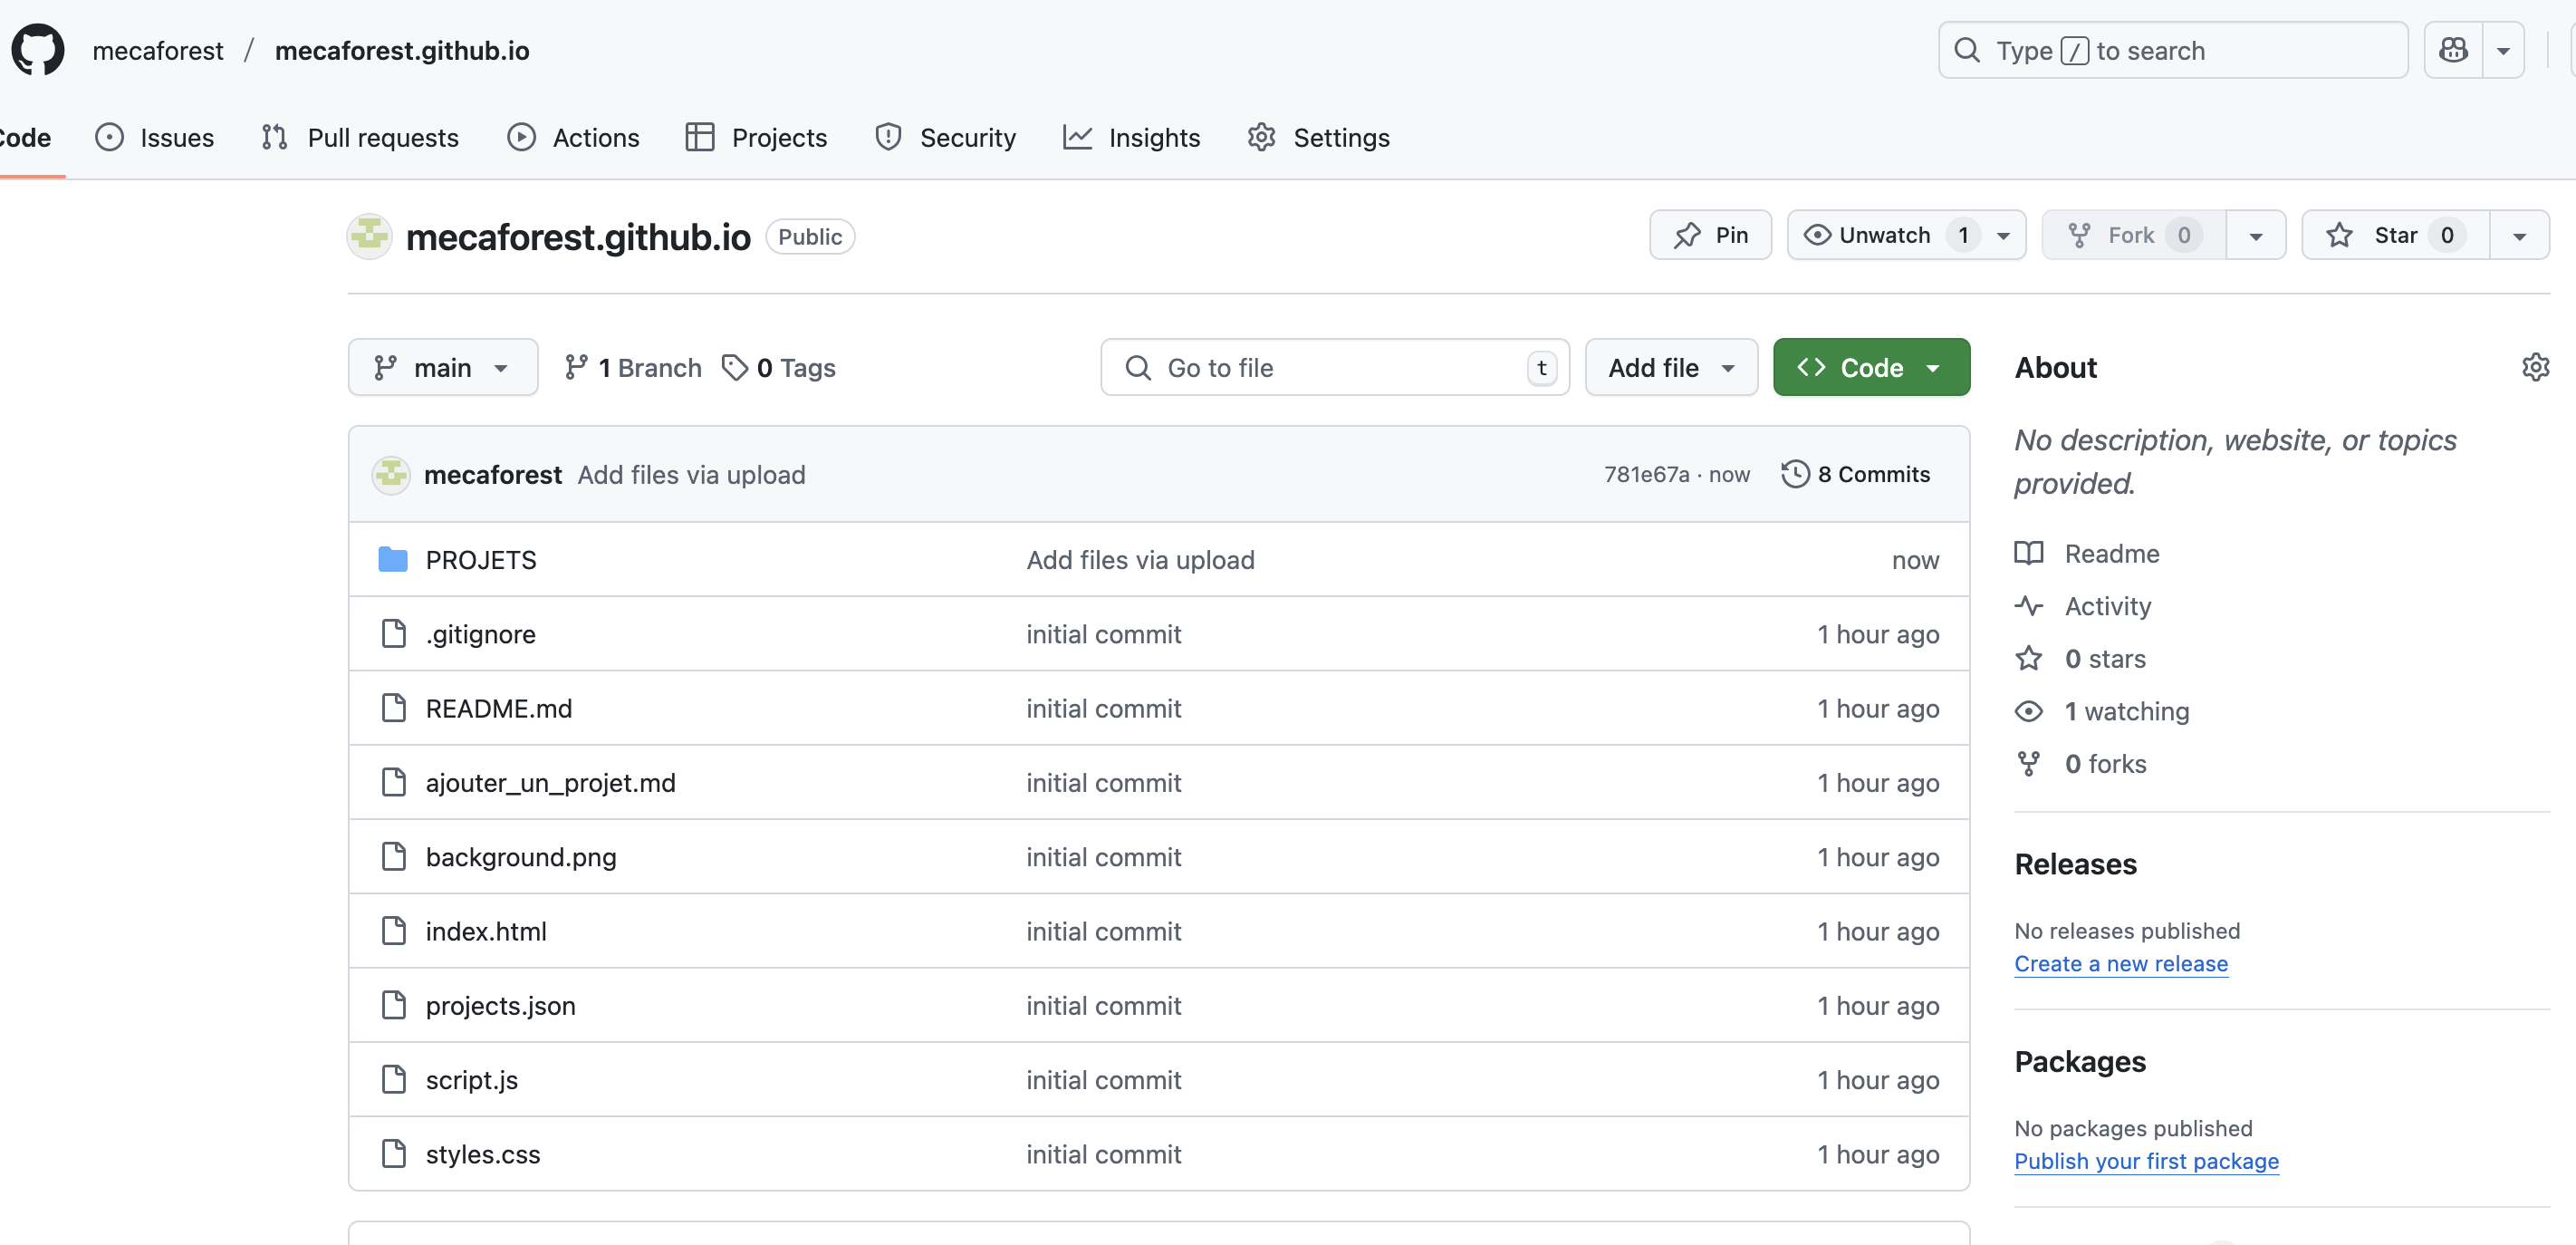 mecaforest / mecaforest.github.io
Type / to search
Code Issues Pull requests Actions Projects Security Insights Settings
mecaforest.github.io Public
Pin Unwatch 1 Fork 0 Star 0
main 1 Branch 0 Tags
Go to file t Add file Code
mecaforest Add files via upload 781e67a · now 8 Commits
PROJETS Add files via upload now
.gitignore initial commit 1 hour ago
README.md initial commit 1 hour ago
ajouter_un_projet.md initial commit 1 hour ago
background.png initial commit 1 hour ago
index.html initial commit 1 hour ago
projects.json initial commit 1 hour ago
script.js initial commit 1 hour ago
styles.css initial commit 1 hour ago
About
No description, website, or topics
provided.
Readme
Activity
0 stars
1 watching
0 forks
Releases
No releases published
Create a new release
Packages
No packages published
Publish your first package